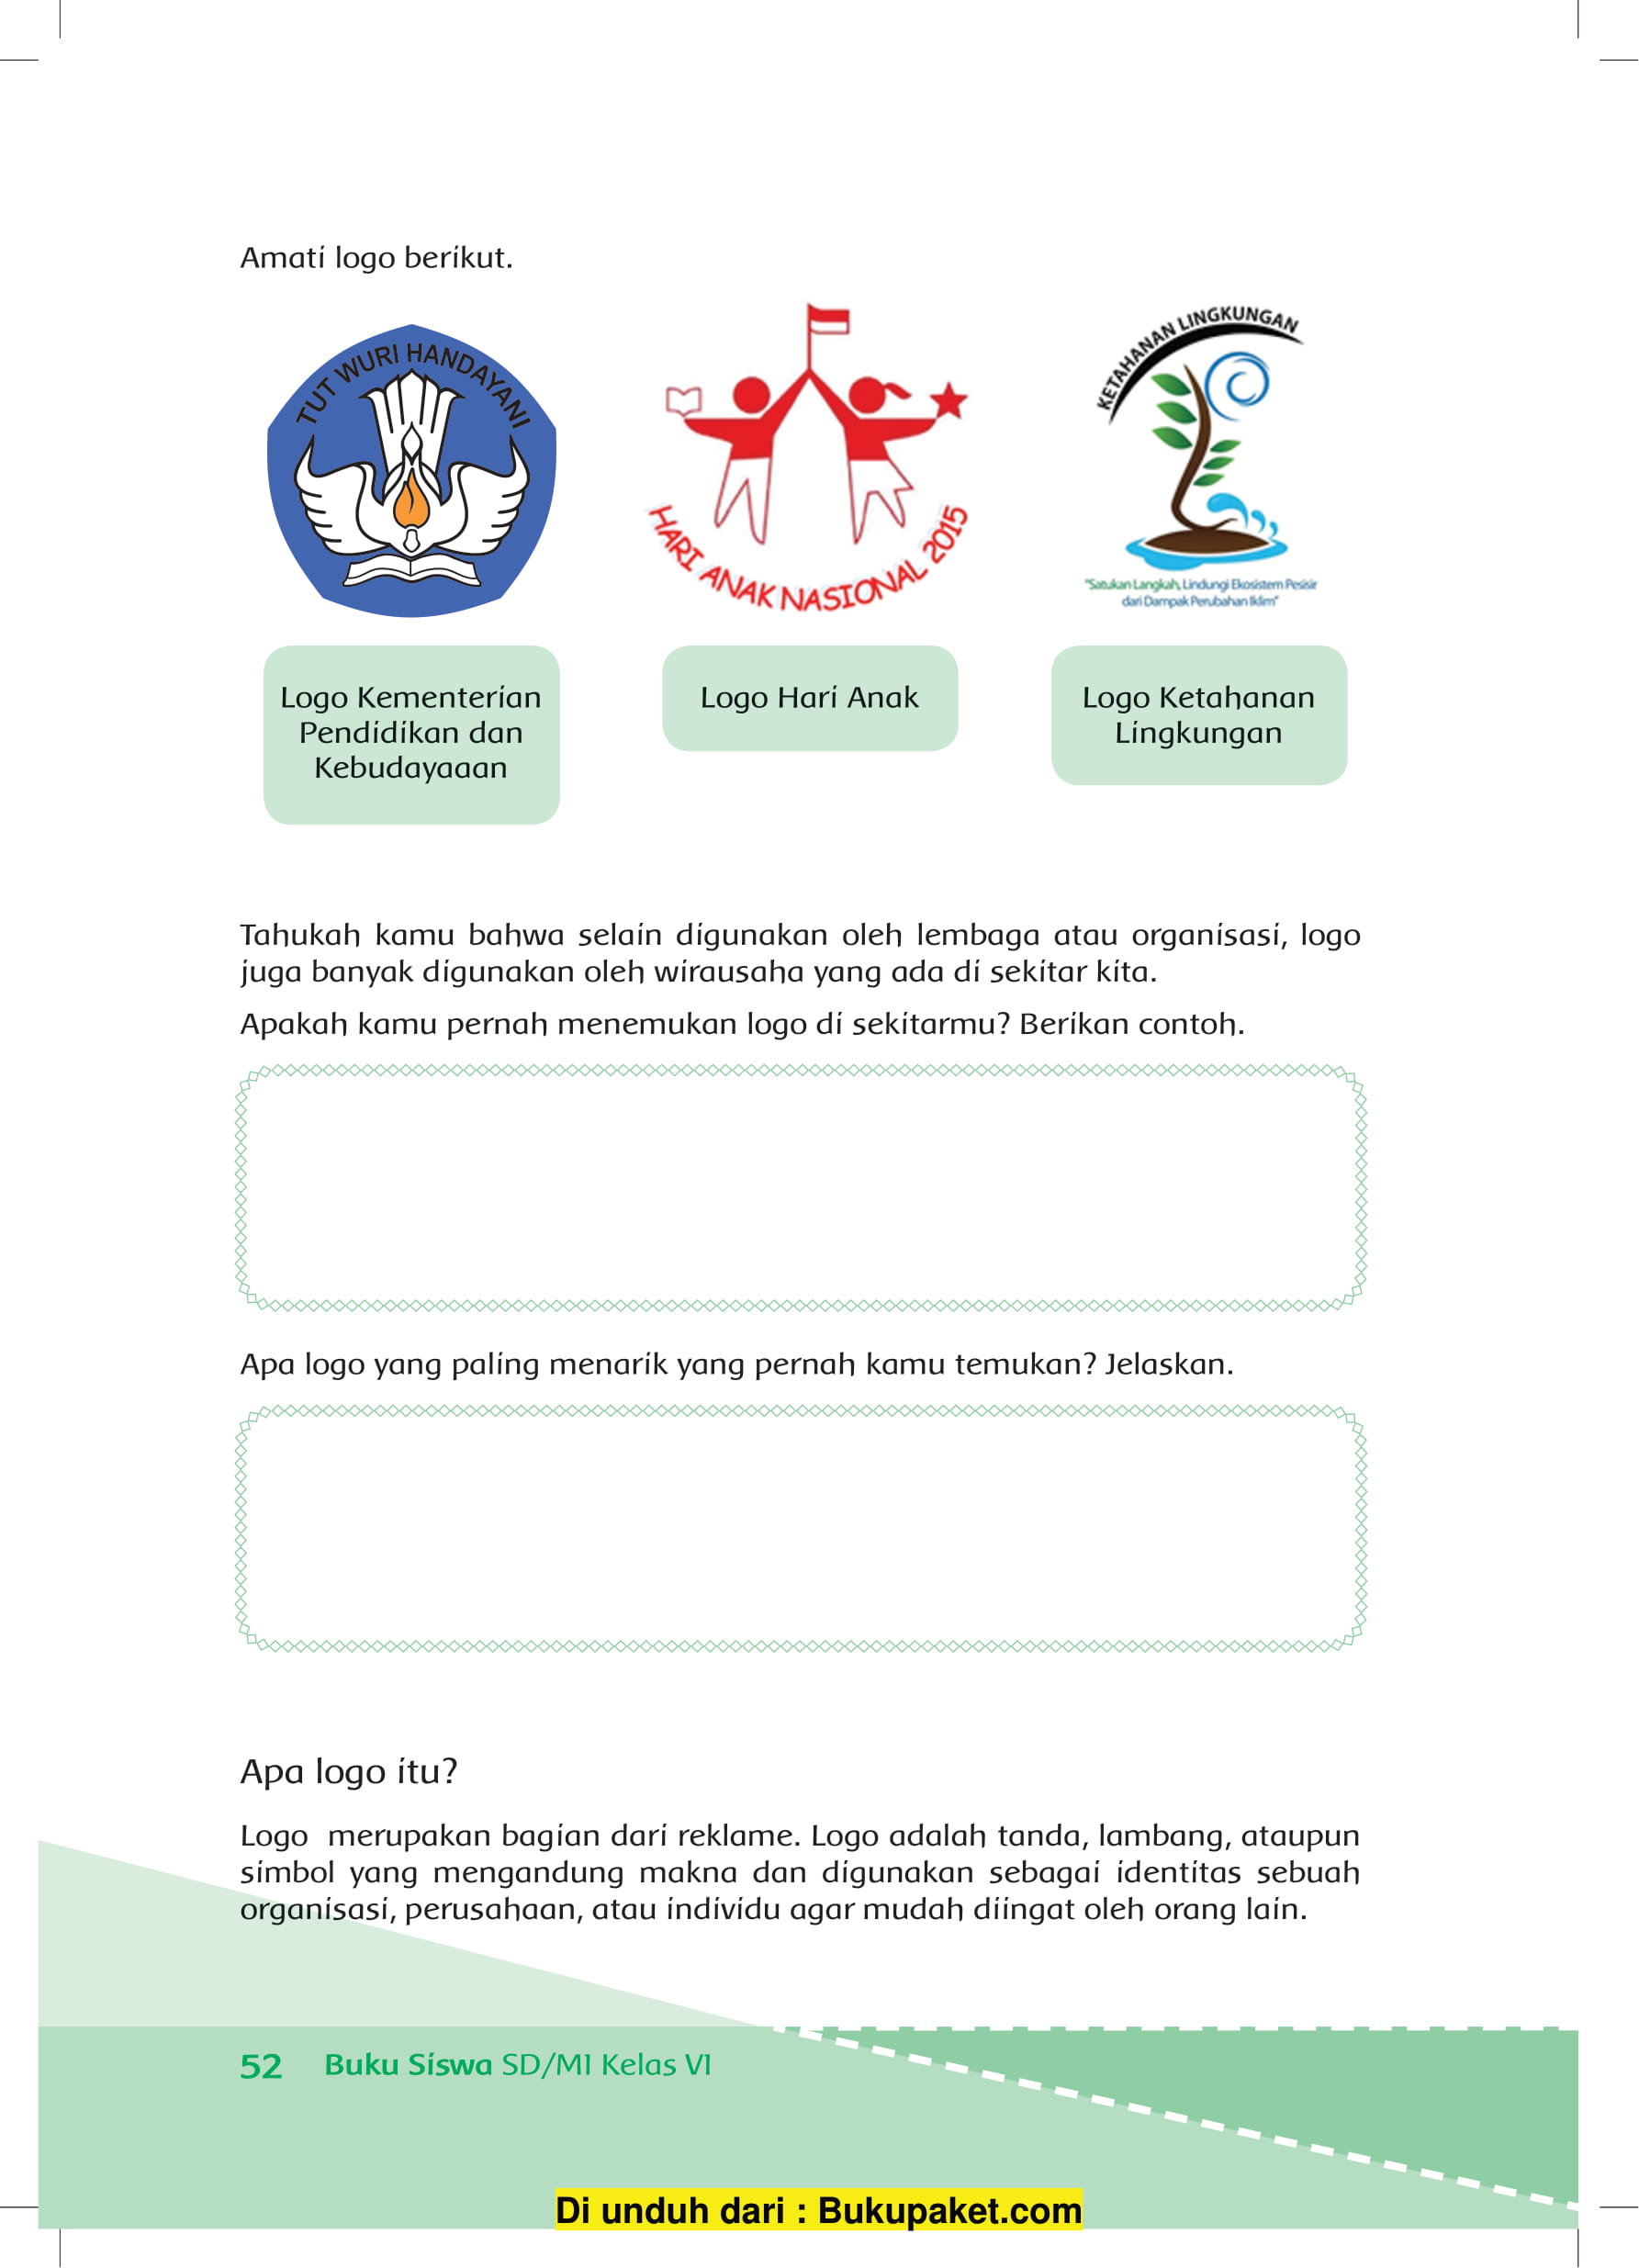 Amati logo berikut.
TUT WURI HANDAYANI
HARI ANAK NASIONAL 2015
KETAHANAN LINGKUNGAN
"Satukan Langkah, Lindungi Ekosistem Pesisir
dari Dampak Perubahan Iklim"
Logo Kementerian
Pendidikan dan
Kebudayaaan
Logo Hari Anak
Logo Ketahanan
Lingkungan
Tahukah kamu bahwa selain digunakan oleh lembaga atau organisasi, logo
juga banyak digunakan oleh wirausaha yang ada di sekitar kita.
Apakah kamu pernah menemukan logo di sekitarmu? Berikan contoh.
Apa logo yang paling menarik yang pernah kamu temukan? Jelaskan.
Apa logo itu?
Logo merupakan bagian dari reklame. Logo adalah tanda, lambang, ataupun
simbol yang mengandung makna dan digunakan sebagai identitas sebuah
organisasi, perusahaan, atau individu agar mudah diingat oleh orang lain.
52 Buku Siswa SD/MI Kelas VI
Di unduh dari : Bukupaket.com